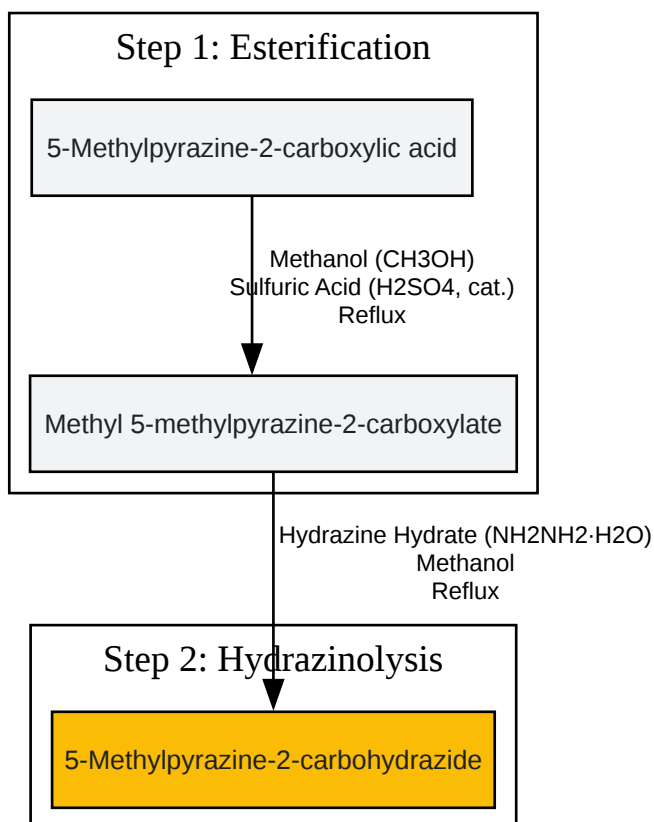 Step 1: Esterification
5-Methylpyrazine-2-carboxylic acid
Methanol (CH3OH)
Sulfuric Acid (H2SO4, cat.)
Reflux
Methyl 5-methylpyrazine-2-carboxylate
Hydrazine Hydrate (NH2NH2·H2O)
Methanol
Reflux
Step 2: Hydrazinolysis
5-Methylpyrazine-2-carbohydrazide